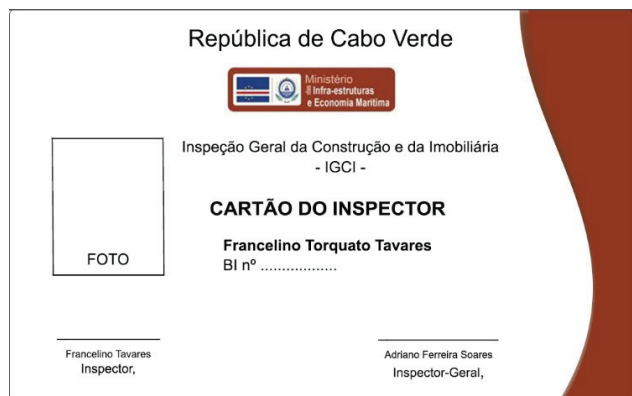 República de Cabo Verde
Ministério
das Infra-estruturas
e Economia Marítima
Inspeção Geral da Construção e da Imobiliária
- IGCI -
CARTÃO DO INSPECTOR
Francelino Torquato Tavares
BI nº ..................
FOTO
Francelino Tavares
Inspector,
Adriano Ferreira Soares
Inspector-Geral,